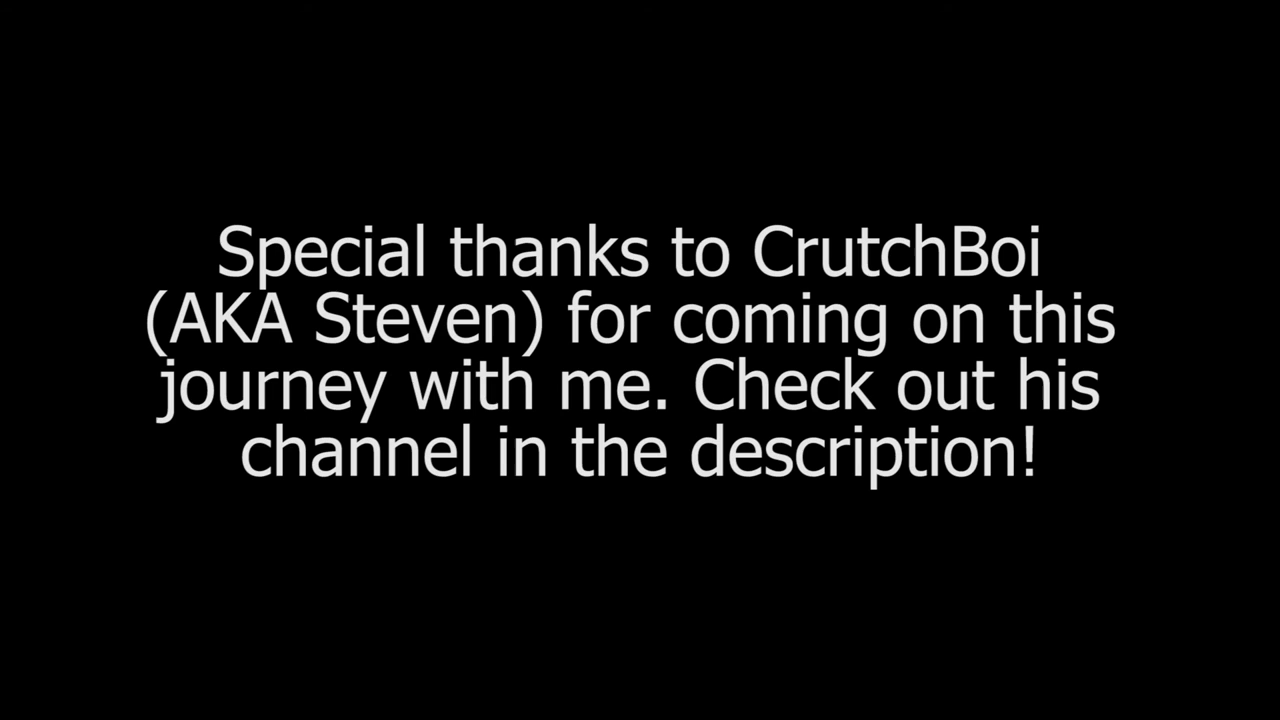 Special thanks to CrutchBoi
(AKA Steven) for coming on this
journey with me. Check out his
channel in the description!